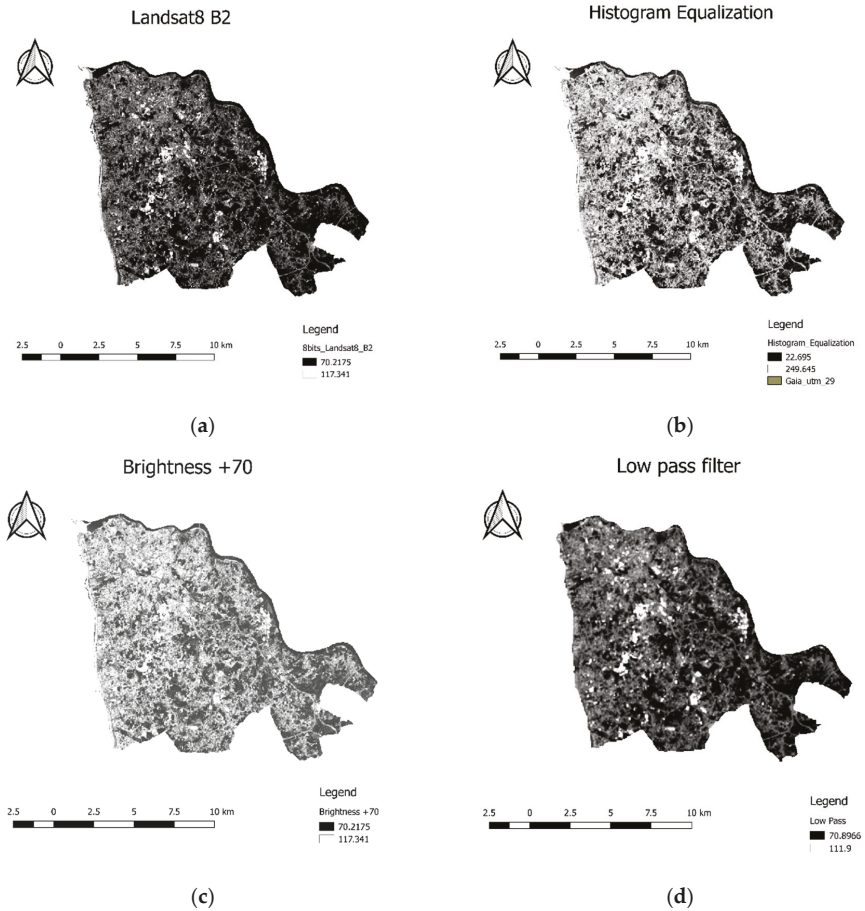 Landsat8 B2
2.5 0 2.5 5 7.5 10 km
Legend
8bits_Landsat8_B2
70.2175
117.341
(a)
Histogram Equalization
2.5 0 2.5 5 7.5 10 km
Legend
Histogram_Equalization
22.695
249.645
Gaia_utm_29
(b)
Brightness +70
2.5 0 2.5 5 7.5 10 km
Legend
Brightness +70
70.2175
117.341
(c)
Low pass filter
2.5 0 2.5 5 7.5 10 km
Legend
Low Pass
70.8966
111.9
(d)